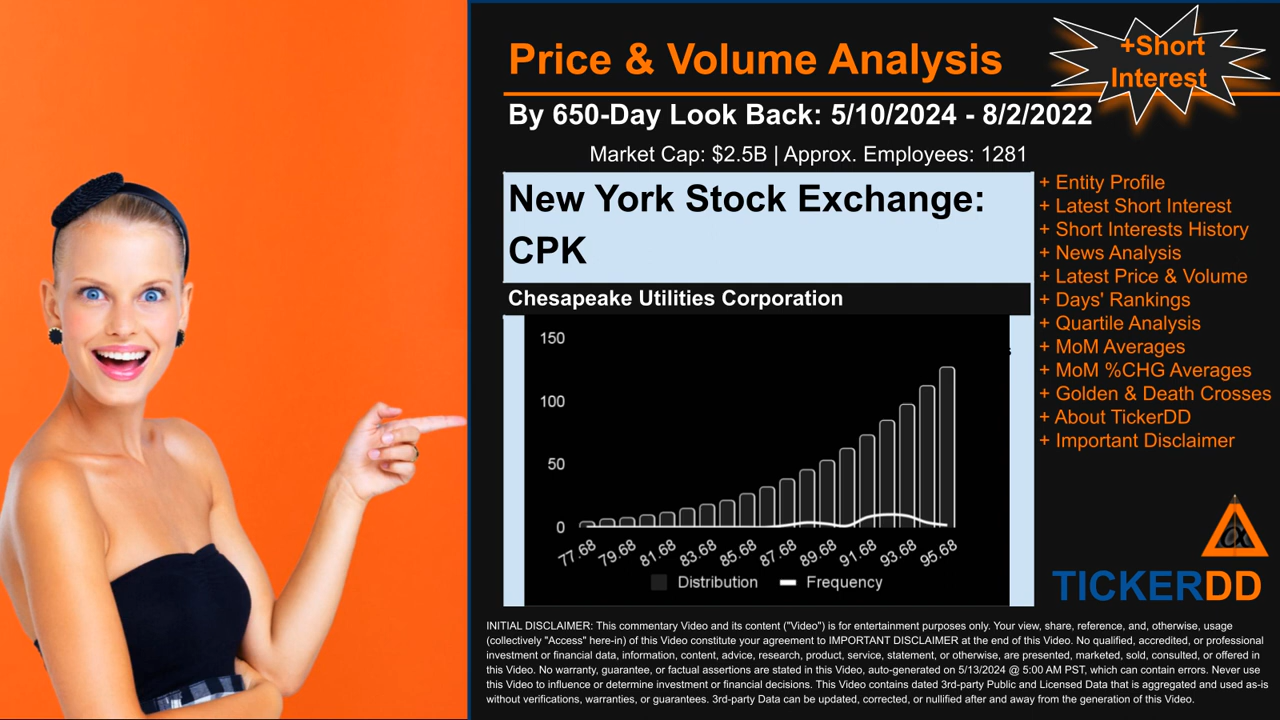 Price & Volume Analysis
+Short
Interest
By 650-Day Look Back: 5/10/2024 - 8/2/2022
Market Cap: $2.5B | Approx. Employees: 1281
New York Stock Exchange:
CPK
Chesapeake Utilities Corporation
150
100
50
0
77.68 79.68 81.68 83.68 85.68 87.68 89.68 91.68 93.68 95.68
Distribution Frequency
+ Entity Profile
+ Latest Short Interest
+ Short Interests History
+ News Analysis
+ Latest Price & Volume
+ Days' Rankings
+ Quartile Analysis
+ MoM Averages
+ MoM %CHG Averages
+ Golden & Death Crosses
+ About TickerDD
+ Important Disclaimer
TICKERDD
INITIAL DISCLAIMER: This commentary Video and its content ("Video") is for entertainment purposes only. Your view, share, reference, and, otherwise, usage
(collectively "Access" here-in) of this Video constitute your agreement to IMPORTANT DISCLAIMER at the end of this Video. No qualified, accredited, or professional
investment or financial data, information, content, advice, research, product, service, statement, or otherwise, are presented, marketed, sold, consulted, or offered in
this Video. No warranty, guarantee, or factual assertions are stated in this Video, auto-generated on 5/13/2024 @ 5:00 AM PST, which can contain errors. Never use
this Video to influence or determine investment or financial decisions. This Video contains dated 3rd-party Public and Licensed Data that is aggregated and used as-is
without verifications, warranties, or guarantees. 3rd-party Data can be updated, corrected, or nullified after and away from the generation of this Video.